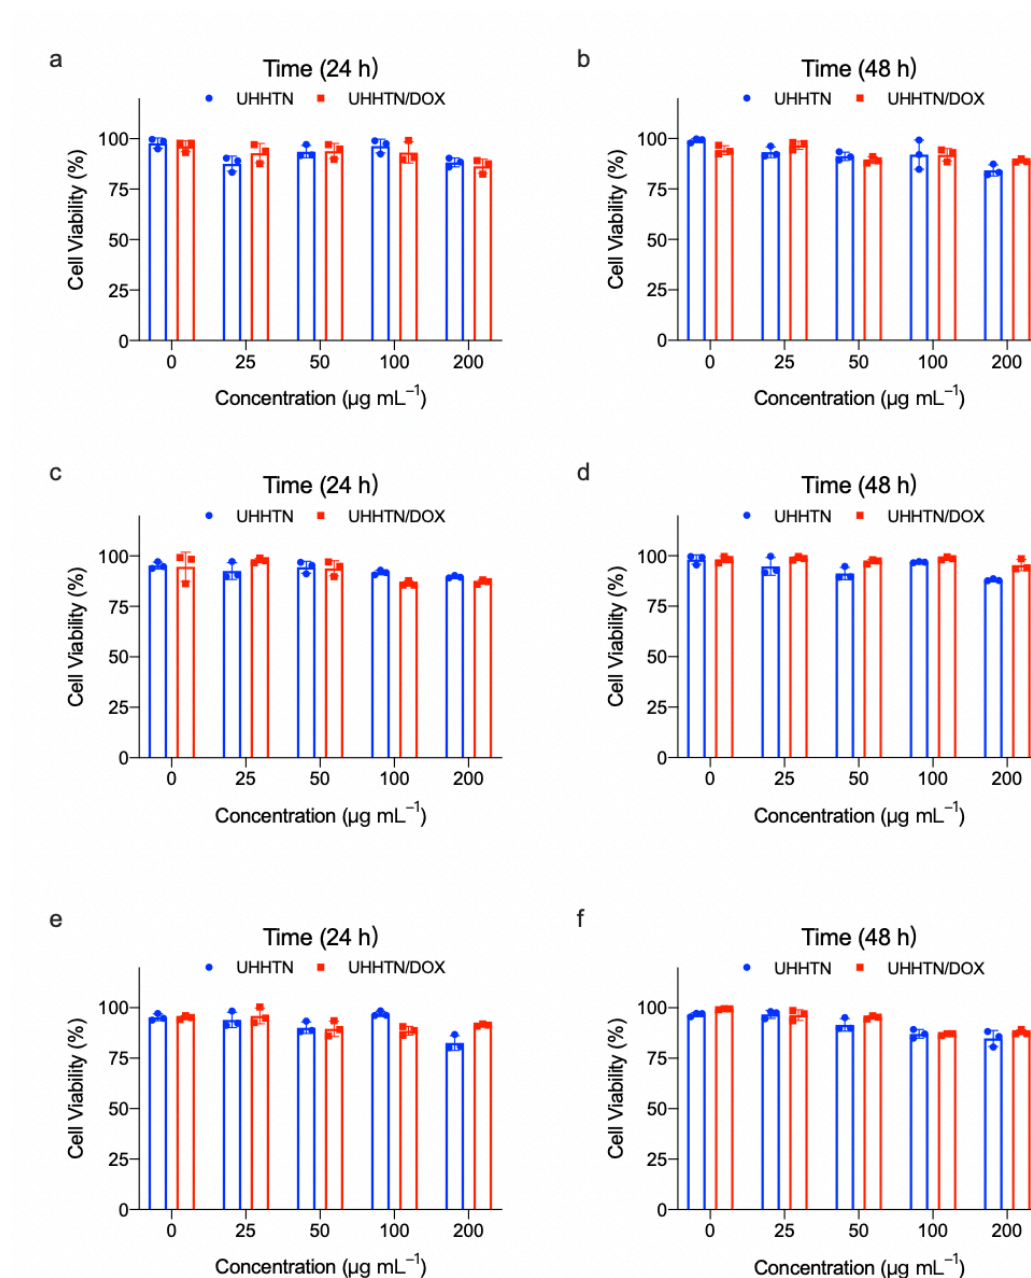 a
Time (24 h)
UHHTN UHHTN/DOX
Cell Viability (%)
100
75
50
25
0
0 25 50 100 200
Concentration (µg mL⁻¹)
b
Time (48 h)
UHHTN UHHTN/DOX
Cell Viability (%)
100
75
50
25
0
0 25 50 100 200
Concentration (µg mL⁻¹)
c
Time (24 h)
UHHTN UHHTN/DOX
Cell Viability (%)
100
75
50
25
0
0 25 50 100 200
Concentration (µg mL⁻¹)
d
Time (48 h)
UHHTN UHHTN/DOX
Cell Viability (%)
100
75
50
25
0
0 25 50 100 200
Concentration (µg mL⁻¹)
e
Time (24 h)
UHHTN UHHTN/DOX
Cell Viability (%)
100
75
50
25
0
0 25 50 100 200
Concentration (µg mL⁻¹)
f
Time (48 h)
UHHTN UHHTN/DOX
Cell Viability (%)
100
75
50
25
0
0 25 50 100 200
Concentration (µg mL⁻¹)